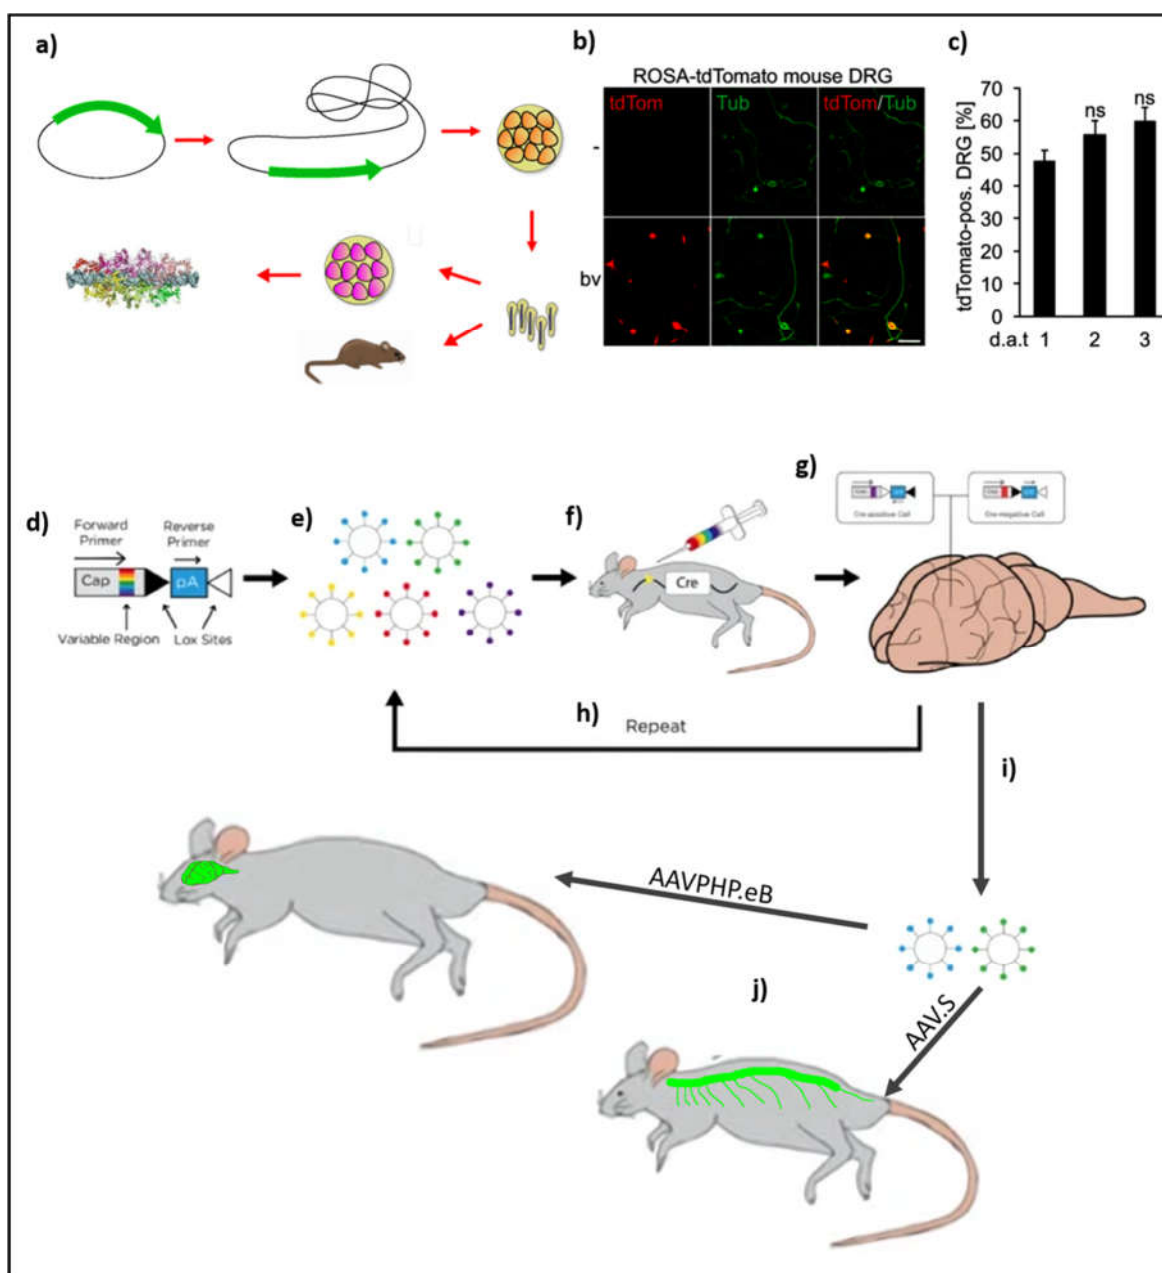 a)
b)
ROSA-tdTomato mouse DRG
tdTom
Tub
tdTom/Tub
-
bv
c)
tdTomato-pos. DRG [%]
70
60
50
40
30
20
10
0
ns
ns
d.a.t 1 2 3
d)
Forward
Primer
Reverse
Primer
Cap
pA
Variable Region
Lox Sites
e)
f)
Cre
g)
Cre-positive Cell
Cre-negative Cell
h)
Repeat
i)
AAVPHP.eB
j)
AAV.S